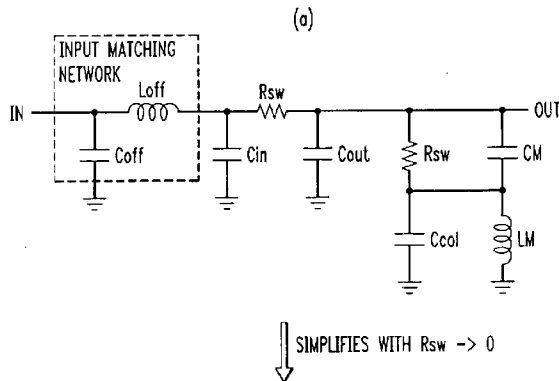 (a)
INPUT MATCHING
NETWORK
Loff
Rsw
IN
OUT
Coff
Cin
Cout
Rsw
CM
Ccol
LM
SIMPLIFIES WITH Rsw -> 0